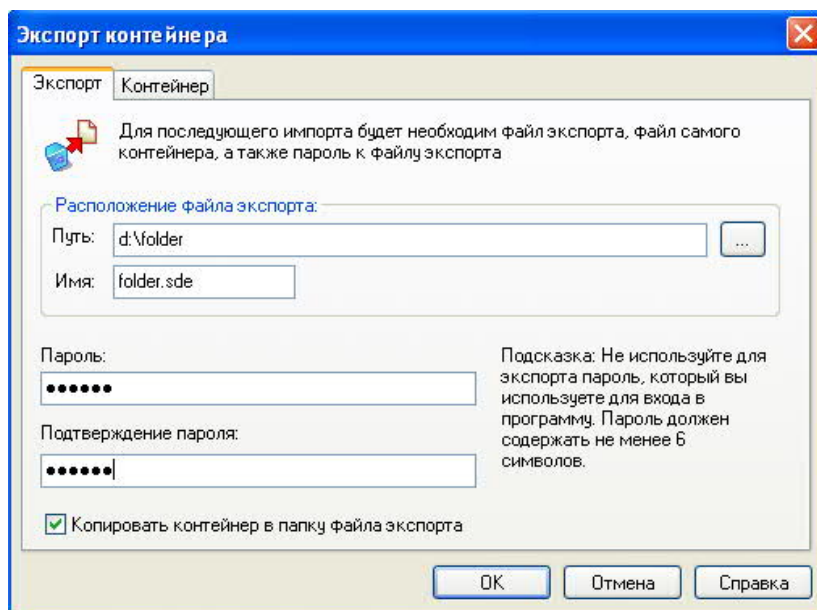 Экспорт контейнера
Экспорт
Контейнер
Для последующего импорта будет необходим файл экспорта, файл самого
контейнера, а также пароль к файлу экспорта
Расположение файла экспорта:
Путь:
d:\folder
...
Имя:
folder.sde
Пароль:
●●●●●●
Подсказка: Не используйте для
экспорта пароль, который вы
используете для входа в
программу. Пароль должен
содержать не менее 6
символов.
Подтверждение пароля:
●●●●●●
Копировать контейнер в папку файла экспорта
OK
Отмена
Справка